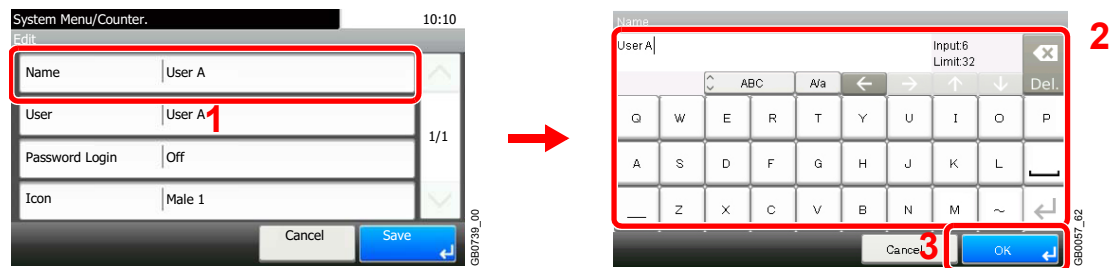 System Menu/Counter.
10:10
Edit
Name
User A
User
User A
1
1/1
Password Login
Off
Icon
Male 1
Cancel
Save
GB0739_00
Name
2
User A
Input:6
Limit:32
ABC
A/a
Del.
Q W E R T Y U I O P
A S D F G H J K L
_ Z X C V B N M ~
Cancel
3
OK
GB0057_62